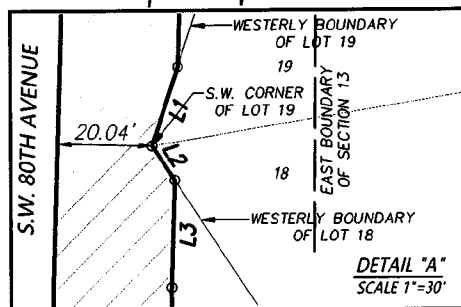 WESTERLY BOUNDARY
OF LOT 19
19
S.W. CORNER
OF LOT 19
L1
S.W. 80TH AVENUE
20.04'
L2
18
EAST BOUNDARY
OF SECTION 13
WESTERLY BOUNDARY
OF LOT 18
L3
DETAIL "A"
SCALE 1"=30'